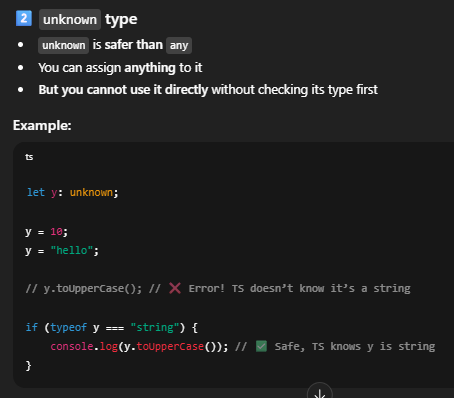 2 unknown type
• unknown is safer than any
• You can assign anything to it
• But you cannot use it directly without checking its type first
Example:
ts
let y: unknown;
y = 10;
y = "hello";
// y.toUpperCase(); // ❌ Error! TS doesn’t know it’s a string
if (typeof y === "string") {
    console.log(y.toUpperCase()); // ✅ Safe, TS knows y is string
}